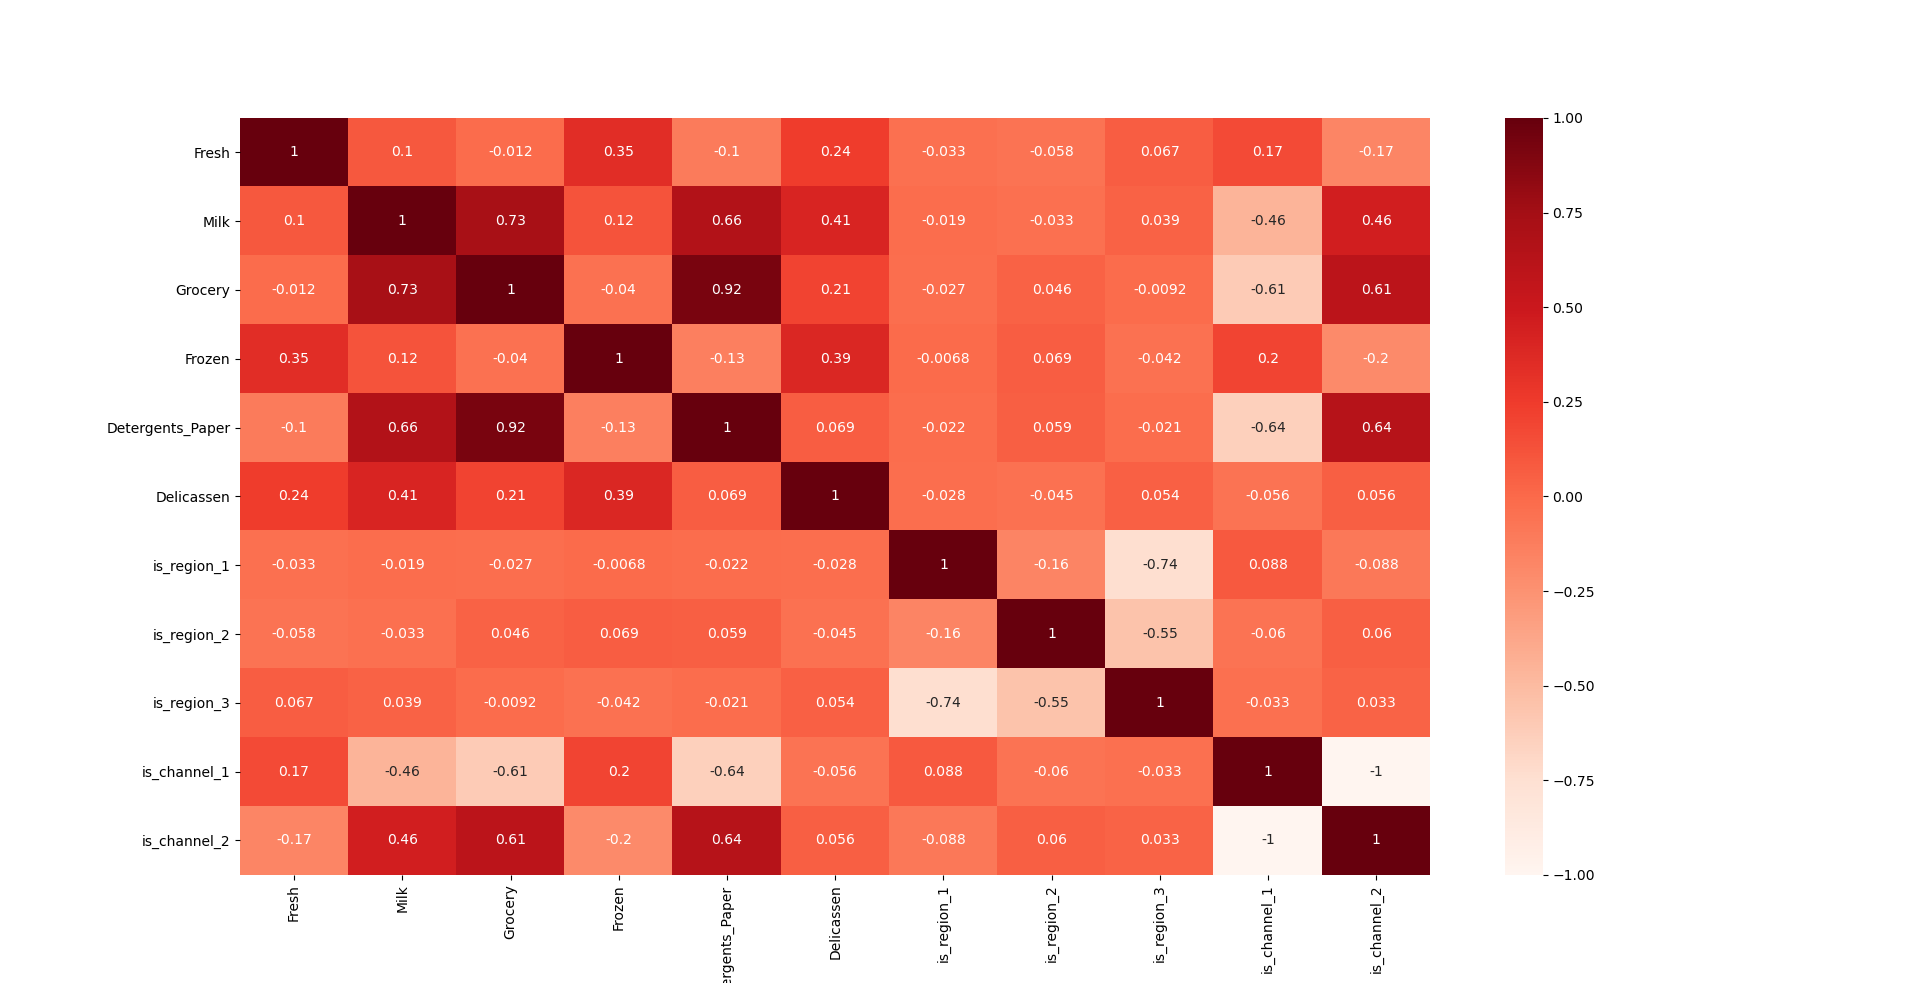 Fresh 1 0.1 -0.012 0.35 -0.1 0.24 -0.033 -0.058 0.067 0.17 -0.17
Milk 0.1 1 0.73 0.12 0.66 0.41 -0.019 -0.033 0.039 -0.46 0.46
Grocery -0.012 0.73 1 -0.04 0.92 0.21 -0.027 0.046 -0.0092 -0.61 0.61
Frozen 0.35 0.12 -0.04 1 -0.13 0.39 -0.0068 0.069 -0.042 0.2 -0.2
Detergents_Paper -0.1 0.66 0.92 -0.13 1 0.069 -0.022 0.059 -0.021 -0.64 0.64
Delicassen 0.24 0.41 0.21 0.39 0.069 1 -0.028 -0.045 0.054 -0.056 0.056
is_region_1 -0.033 -0.019 -0.027 -0.0068 -0.022 -0.028 1 -0.16 -0.74 0.088 -0.088
is_region_2 -0.058 -0.033 0.046 0.069 0.059 -0.045 -0.16 1 -0.55 -0.06 0.06
is_region_3 0.067 0.039 -0.0092 -0.042 -0.021 0.054 -0.74 -0.55 1 -0.033 0.033
is_channel_1 0.17 -0.46 -0.61 0.2 -0.64 -0.056 0.088 -0.06 -0.033 1 -1
is_channel_2 -0.17 0.46 0.61 -0.2 0.64 0.056 -0.088 0.06 0.033 -1 1
Fresh Milk Grocery Frozen ergents_Paper Delicassen is_region_1 is_region_2 is_region_3 is_channel_1 is_channel_2
1.00
0.75
0.50
0.25
0.00
−0.25
−0.50
−0.75
−1.00